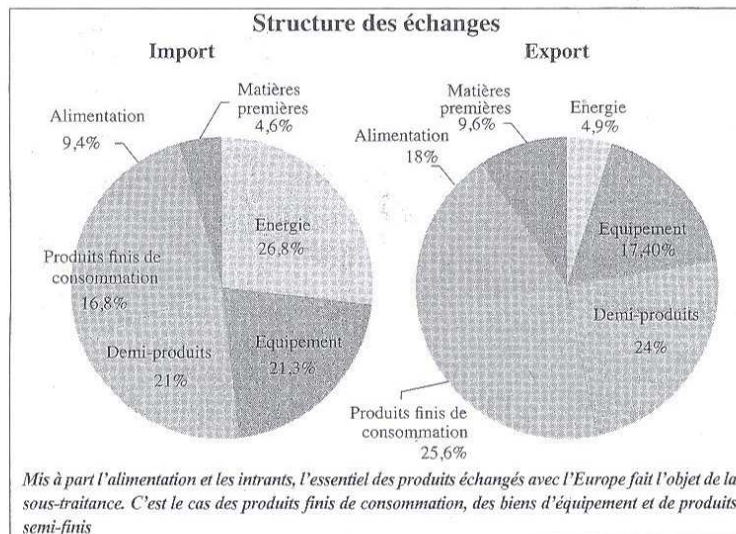 Structure des échanges
Import
Export
Matières
premières
4,6%
Alimentation
9,4%
Energie
26,8%
Produits finis de
consommation
16,8%
Demi-produits
21%
Equipement
21,3%
Matières
premières
9,6%
Energie
4,9%
Alimentation
18%
Equipement
17,40%
Demi-produits
24%
Produits finis de
consommation
25,6%
Mis à part l'alimentation et les intrants, l'essentiel des produits échangés avec l'Europe fait l'objet de la
sous-traitance. C'est le cas des produits finis de consommation, des biens d'équipement et de produits
semi-finis